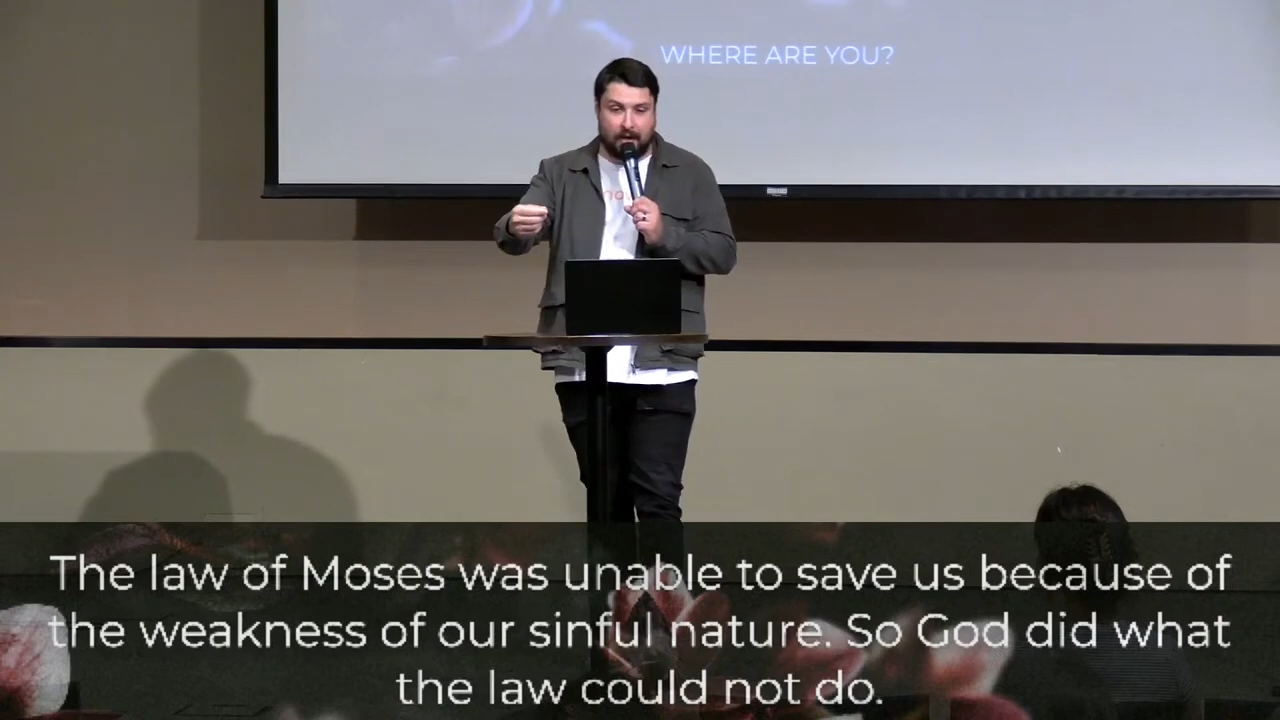 WHERE ARE YOU?
The law of Moses was unable to save us because of
the weakness of our sinful nature. So God did what
the law could not do.